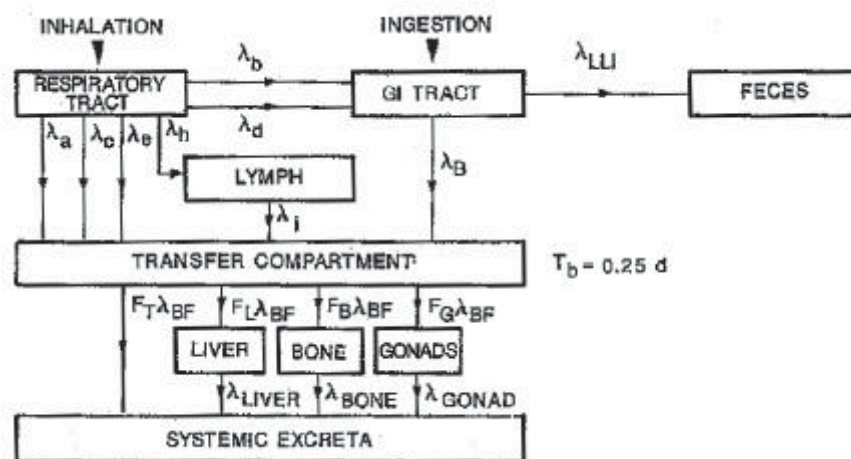 INHALATION
INGESTION
RESPIRATORY
TRACT
λb
λd
GI TRACT
λLLI
FECES
λa
λc
λe
λh
LYMPH
λi
λB
TRANSFER COMPARTMENT
Tb = 0.25 d
FTλBF
FLλBF
FBλBF
FGλBF
LIVER
BONE
GONADS
λLIVER
λBONE
λGONAD
SYSTEMIC EXCRETA